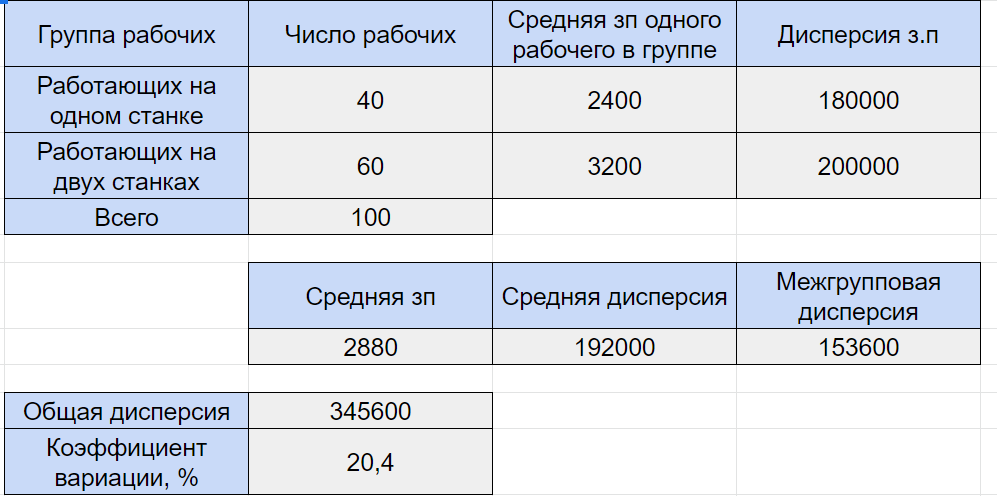 Группа рабочих
Число рабочих
Средняя зп одного
рабочего в группе
Дисперсия з.п
Работающих на
одном станке
40
2400
180000
Работающих на
двух станках
60
3200
200000
Всего
100
Средняя зп
Средняя дисперсия
Межгрупповая
дисперсия
2880
192000
153600
Общая дисперсия
345600
Коэффициент
вариации, %
20,4